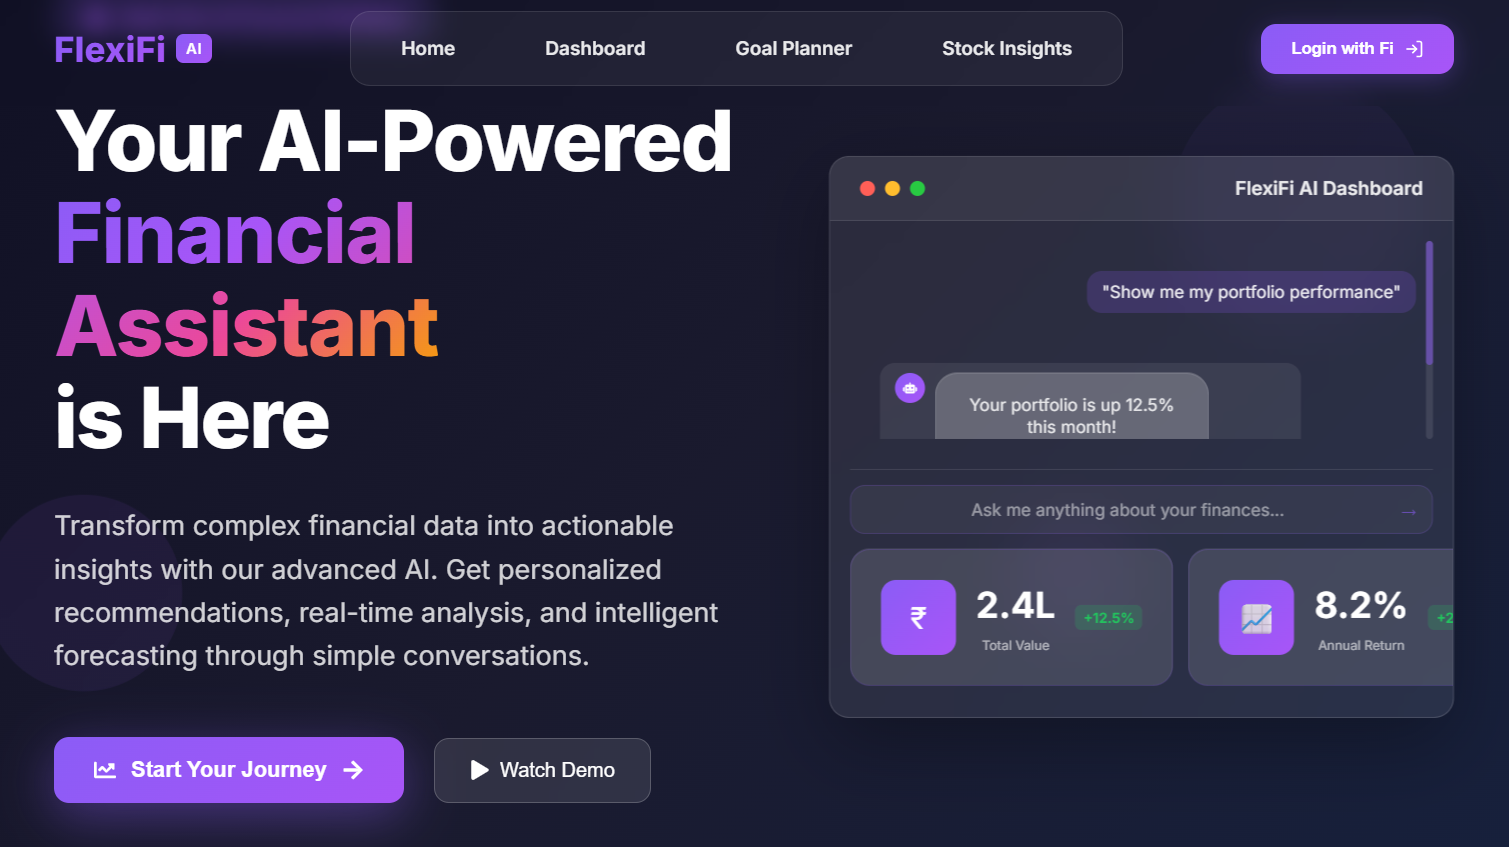 FlexiFi AI
Home Dashboard Goal Planner Stock Insights
Login with Fi
Your AI-Powered
Financial
Assistant
is Here
Transform complex financial data into actionable
insights with our advanced AI. Get personalized
recommendations, real-time analysis, and intelligent
forecasting through simple conversations.
Start Your Journey →
Watch Demo
FlexiFi AI Dashboard
"Show me my portfolio performance"
Your portfolio is up 12.5%
this month!
Ask me anything about your finances... →
₹ 2.4L +12.5%
Total Value
8.2% +2
Annual Return